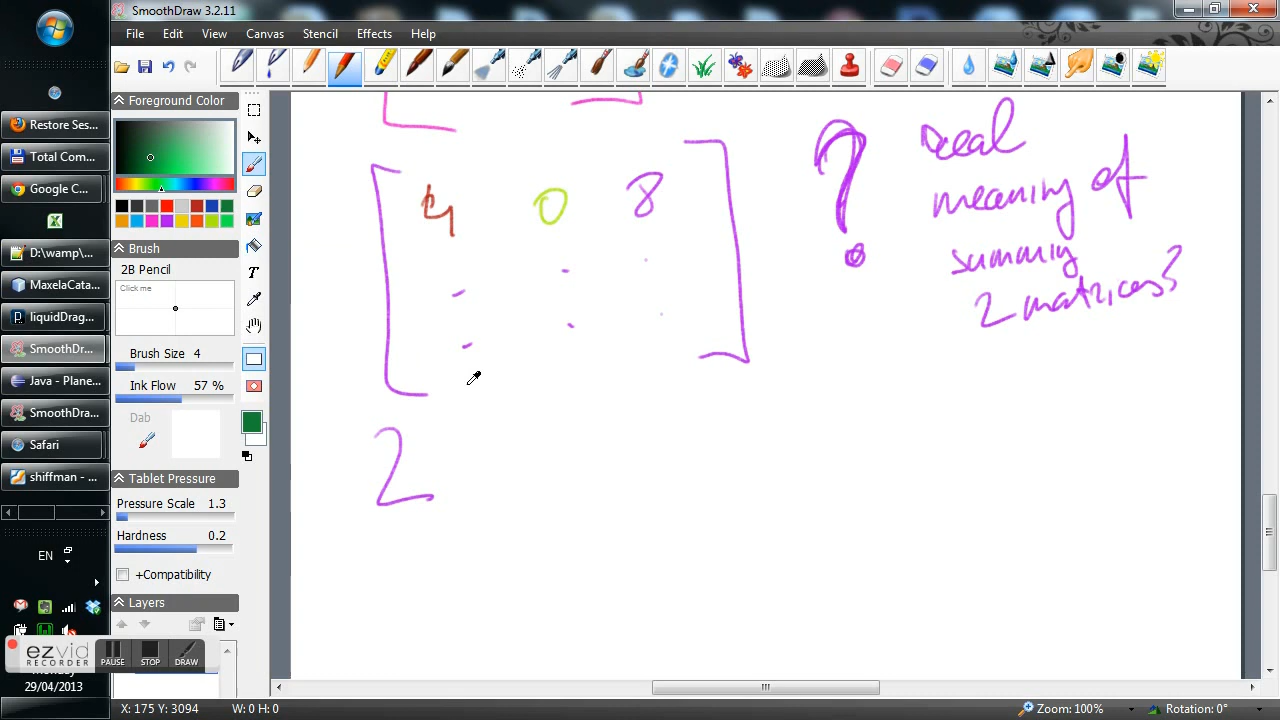 SmoothDraw 3.2.11
File Edit View Canvas Stencil Effects Help
Foreground Color
Restore Ses...
Total Com...
Google C...
D:\wamp\...
MaxelaCata...
liquidDrag...
SmoothDr...
Java - Plane...
SmoothDra...
Safari
shiffman - ...
EN
Brush
2B Pencil
Click me
Brush Size 4
Ink Flow 57 %
Dab
Tablet Pressure
Pressure Scale 1.3
Hardness 0.2
+Compatibility
Layers
ezvid
RECORDER
PAUSE STOP DRAW
29/04/2013
T
4 0 8
?
real
meaning of
summing
2 matrices?
2
X: 175 Y: 3094 W: 0 H: 0 Zoom: 100% Rotation: 0°